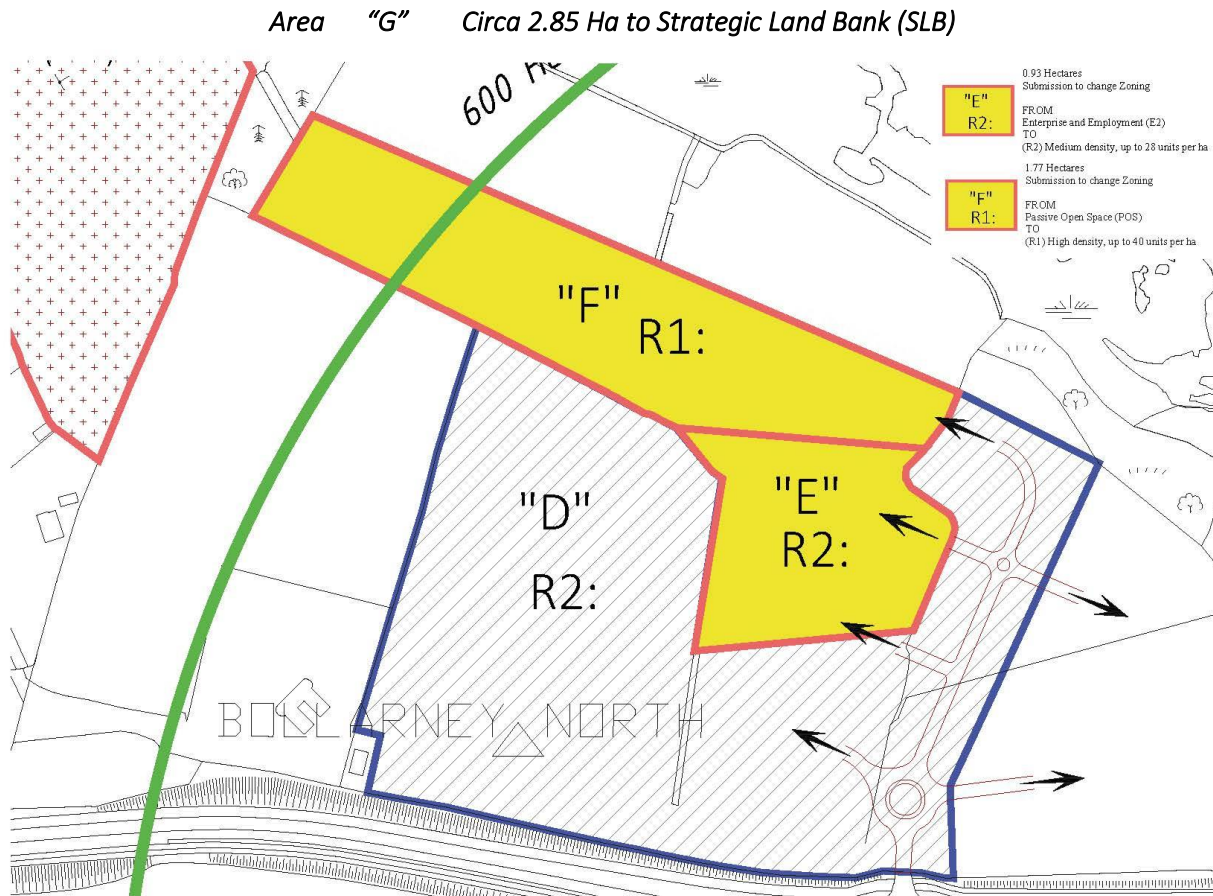 Area “G” Circa 2.85 Ha to Strategic Land Bank (SLB)
0.93 Hectares
Submission to change Zoning
"E"
R2:
FROM
Enterprise and Employment (E2)
TO
(R2) Medium density, up to 28 units per ha
1.77 Hectares
Submission to change Zoning
"F"
R1:
FROM
Passive Open Space (POS)
TO
(R1) High density, up to 40 units per ha
600
"F"
R1:
"E"
R2:
"D"
R2:
BOLLARNEY NORTH